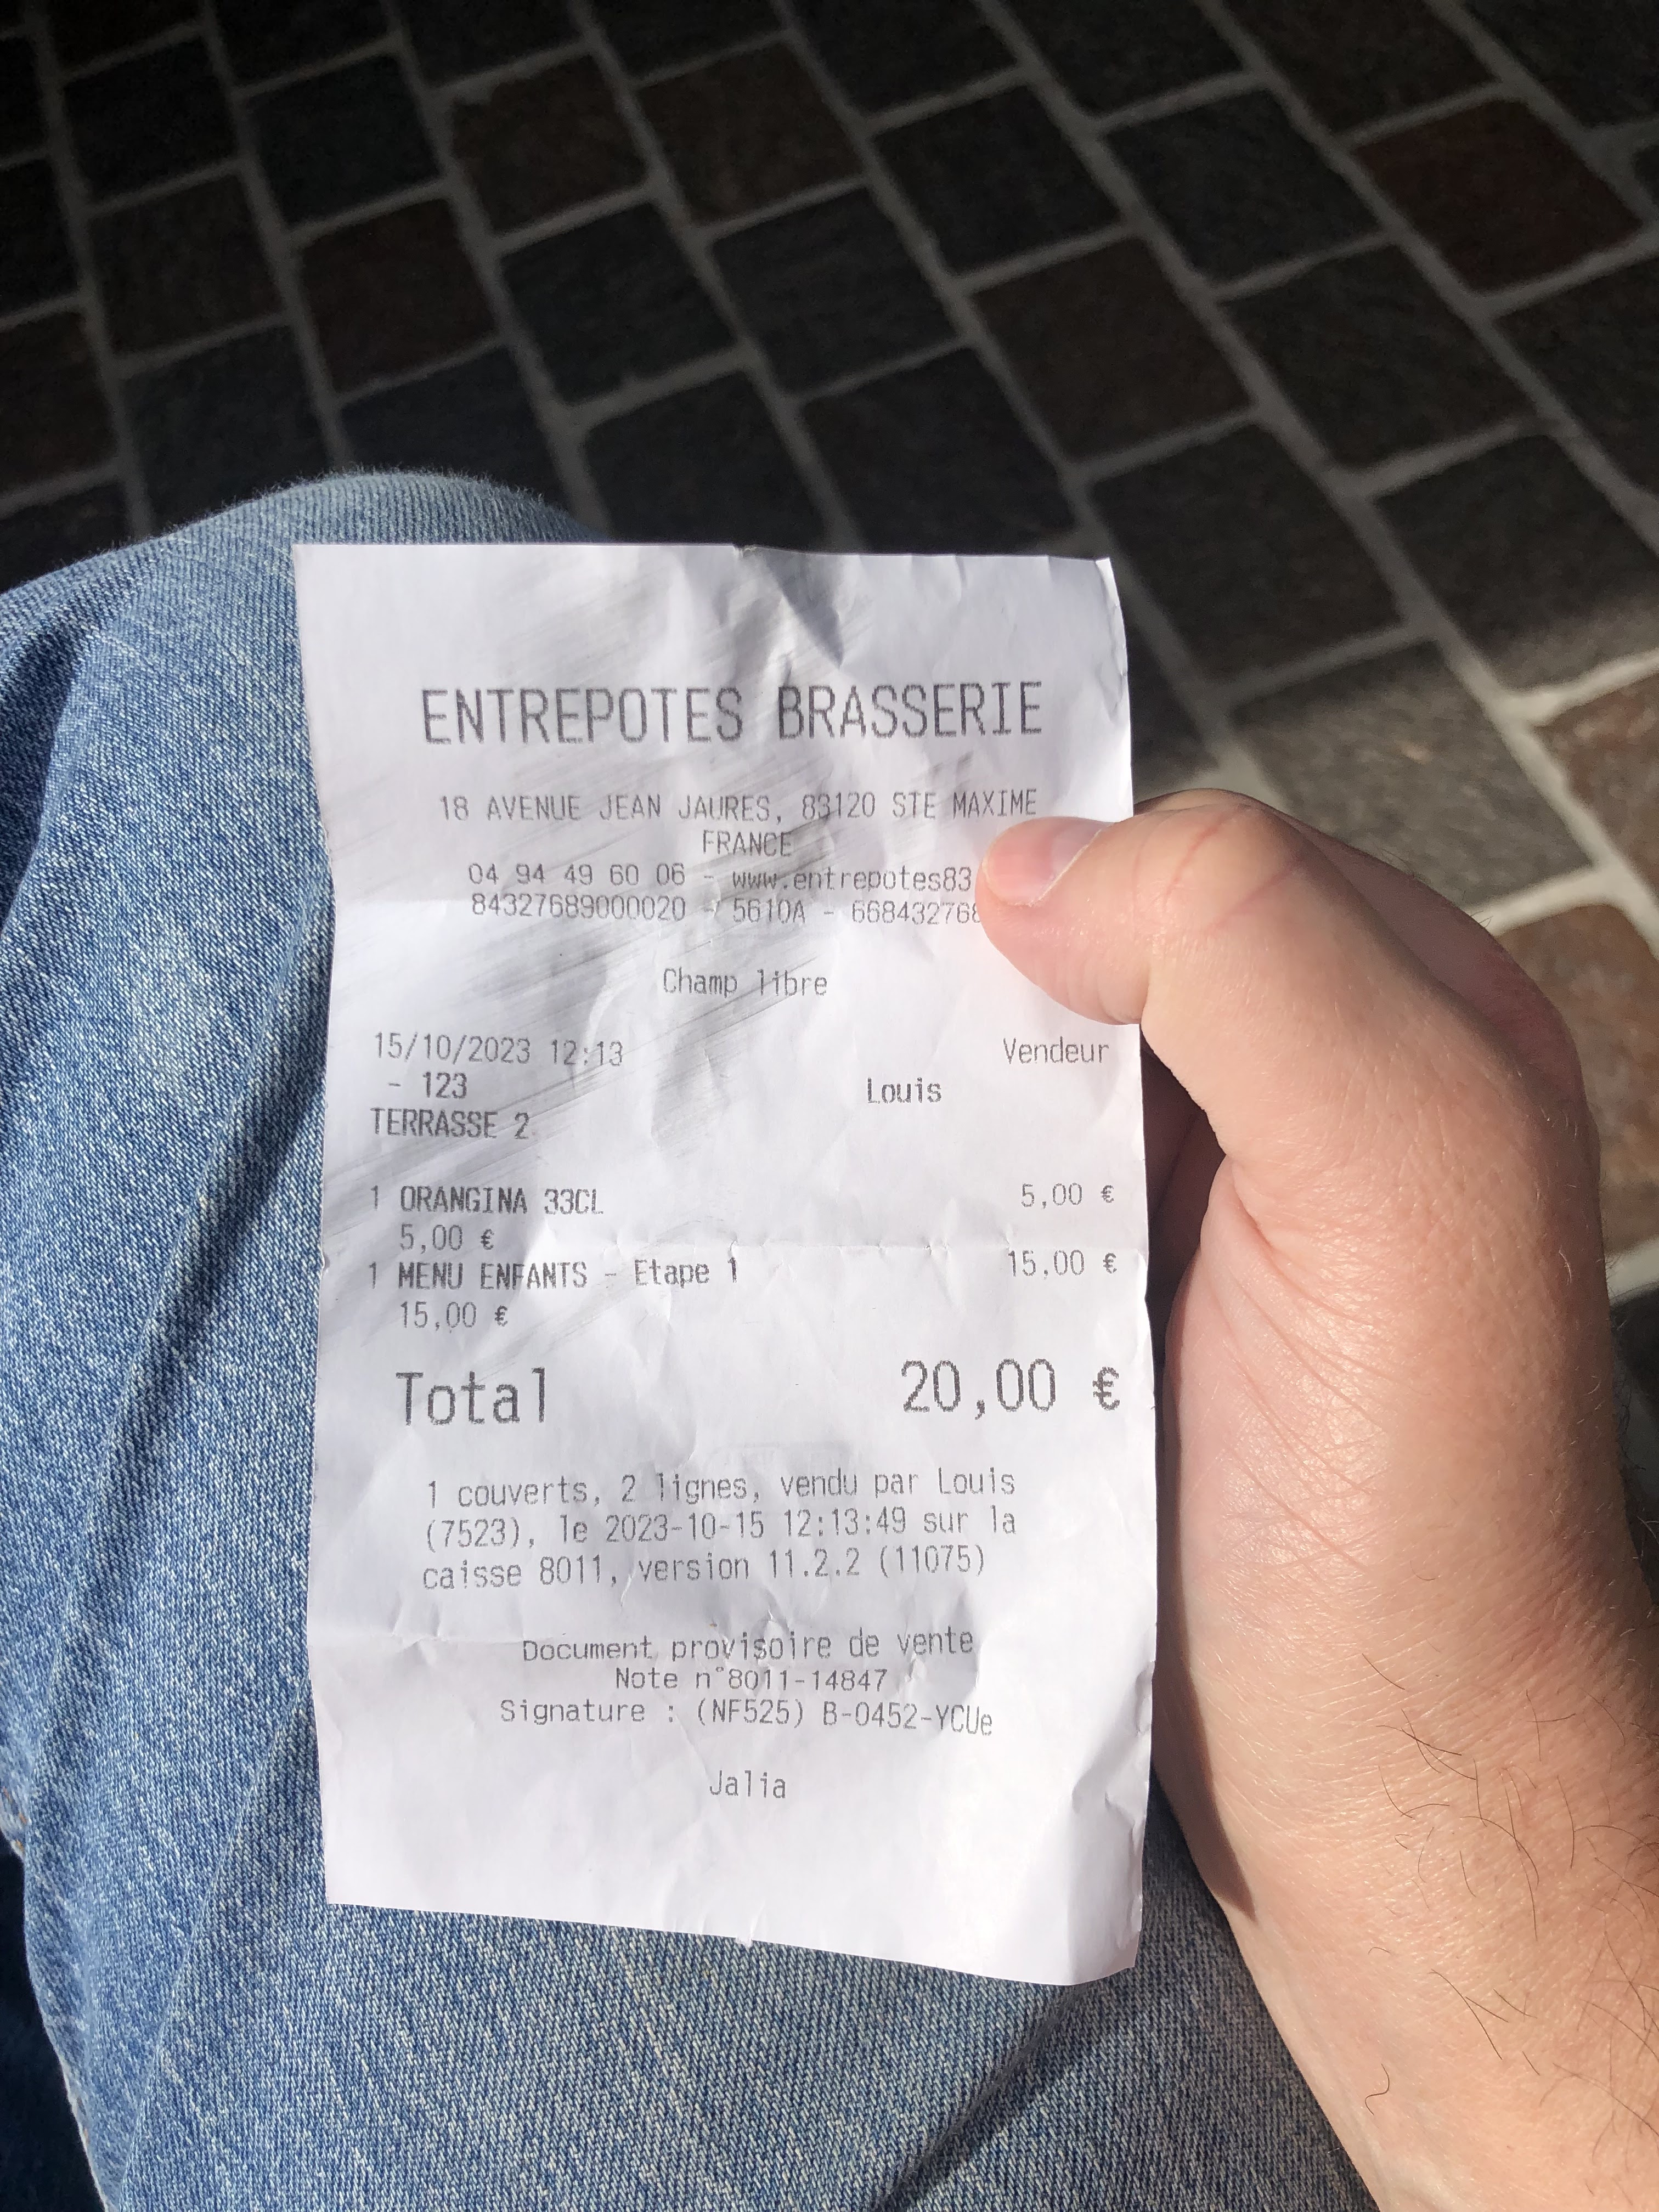 ENTREPOTES BRASSERIE
18 AVENUE JEAN JAURES, 83120 STE MAXIME
FRANCE
04 94 49 60 06 - www.entrepotes83
84327689000020 - 5610A - 66843276
Champ libre
15/10/2023 12:13 Vendeur
- 123 Louis
TERRASSE 2
1 ORANGINA 33CL 5,00 €
5,00 €
1 MENU ENFANTS - Etape 1 15,00 €
15,00 €
Total 20,00 €
1 couverts, 2 lignes, vendu par Louis
(7523), le 2023-10-15 12:13:49 sur la
caisse 8011, version 11.2.2 (11075)
Document provisoire de vente
Note n°8011-14847
Signature : (NF525) B-0452-YCUe
Jalia